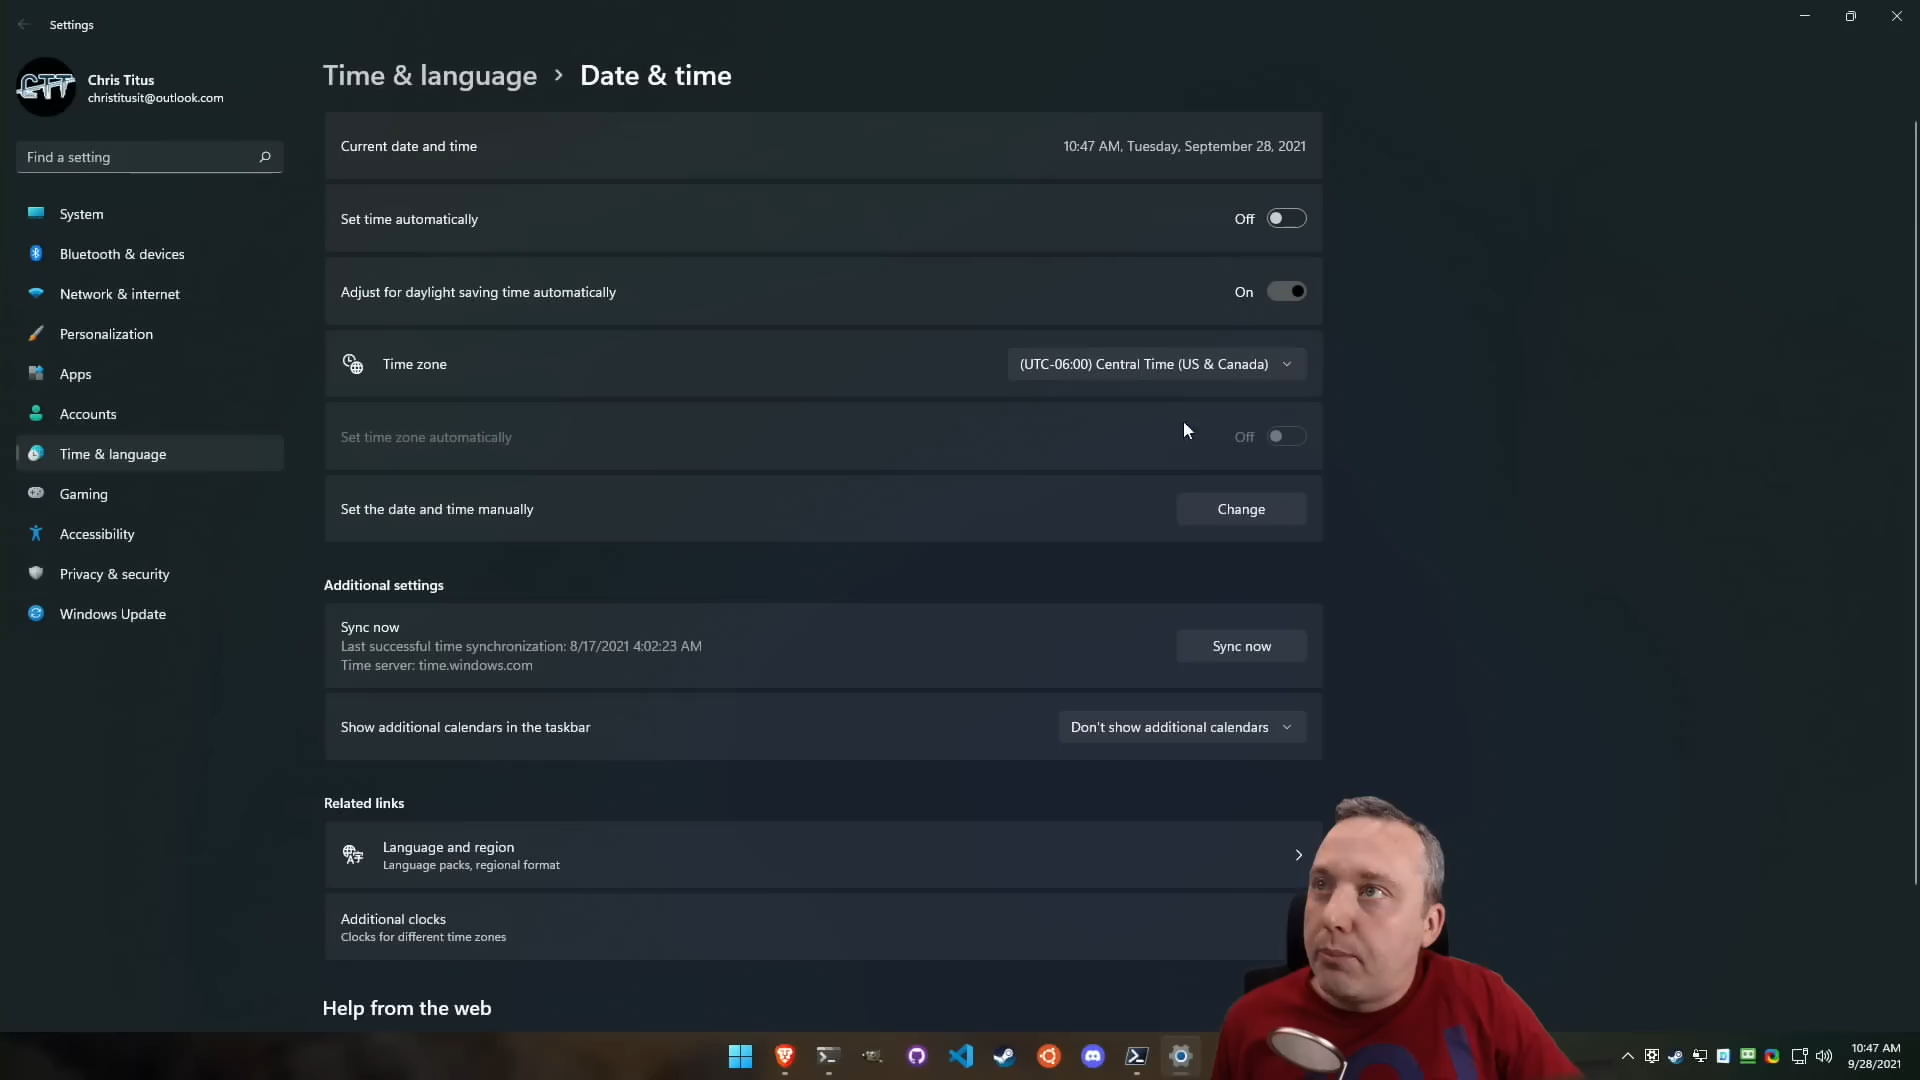 Settings
CTT
Chris Titus
christitusit@outlook.com
Find a setting
System
Bluetooth & devices
Network & internet
Personalization
Apps
Accounts
Time & language
Gaming
Accessibility
Privacy & security
Windows Update
Time & language > Date & time
Current date and time 10:47 AM, Tuesday, September 28, 2021
Set time automatically Off
Adjust for daylight saving time automatically On
Time zone (UTC-06:00) Central Time (US & Canada)
Set time zone automatically Off
Set the date and time manually Change
Additional settings
Sync now
Last successful time synchronization: 8/17/2021 4:02:23 AM
Time server: time.windows.com
Sync now
Show additional calendars in the taskbar Don't show additional calendars
Related links
Language and region
Language packs, regional format
Additional clocks
Clocks for different time zones
Help from the web
10:47 AM
9/28/2021